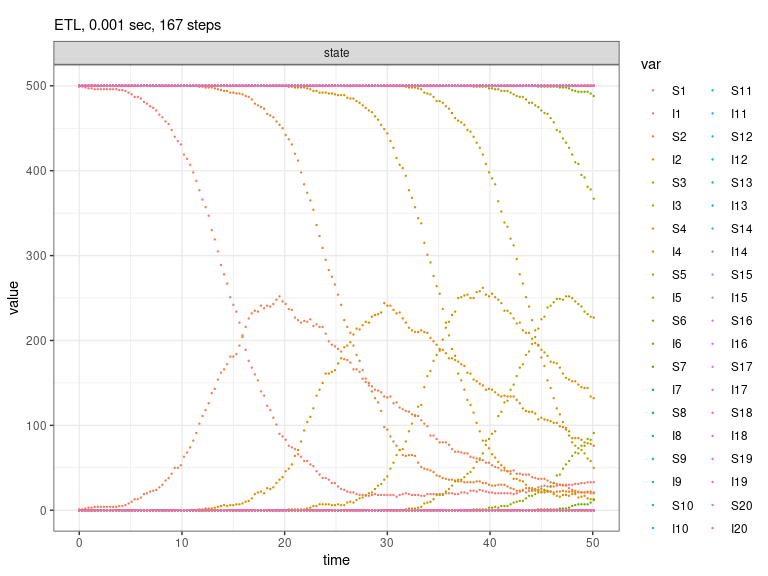 ETL, 0.001 sec, 167 steps
state
value
500
400
300
200
100
0
0 10 20 30 40 50
time
var
S1 S11
I1 I11
S2 S12
I2 I12
S3 S13
I3 I13
S4 S14
I4 I14
S5 S15
I5 I15
S6 S16
I6 I16
S7 S17
I7 I17
S8 S18
I8 I18
S9 S19
I9 I19
S10 S20
I10 I20